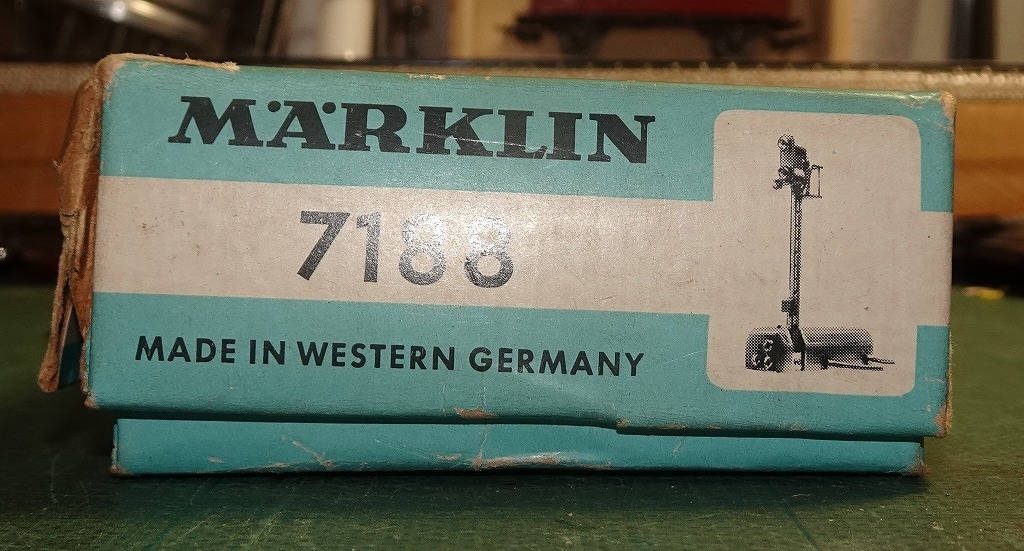 MÄRKLIN
7188
MADE IN WESTERN GERMANY